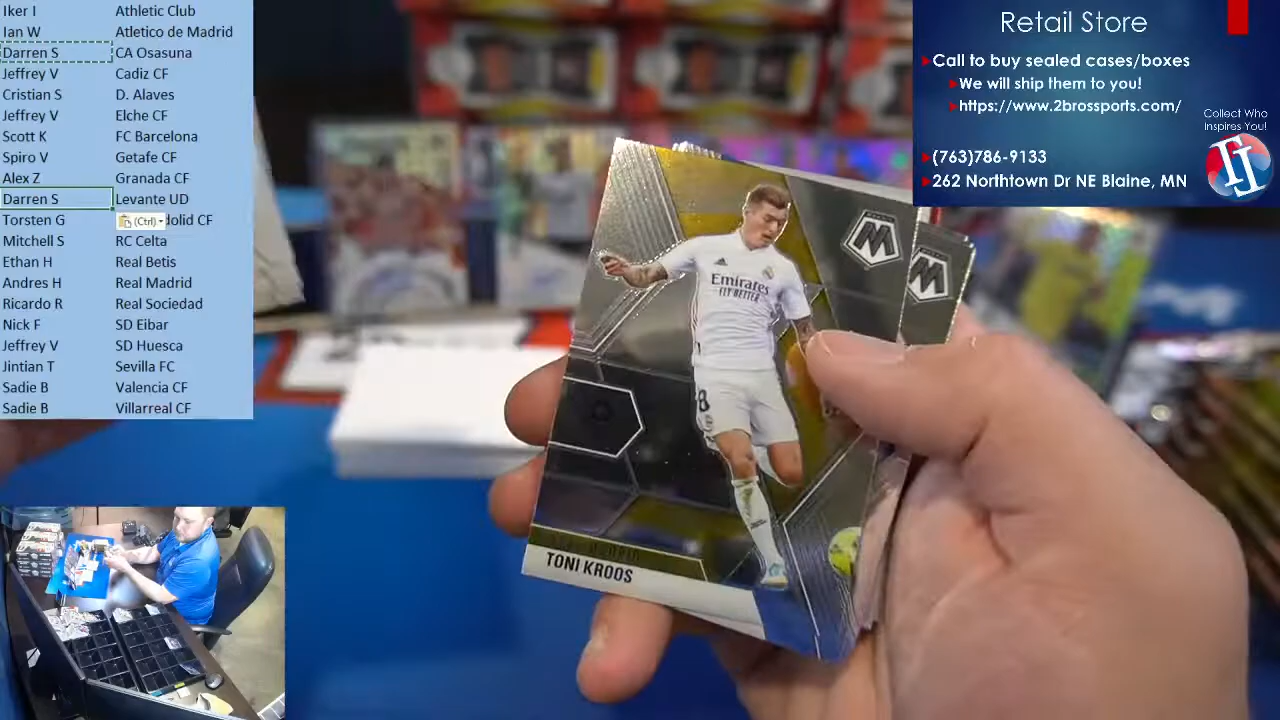 Iker I Athletic Club
Ian W Atletico de Madrid
Darren S CA Osasuna
Jeffrey V Cadiz CF
Cristian S D. Alaves
Jeffrey V Elche CF
Scott K FC Barcelona
Spiro V Getafe CF
Alex Z Granada CF
Darren S Levante UD
Torsten G (Ctrl) dolid CF
Mitchell S RC Celta
Ethan H Real Betis
Andres H Real Madrid
Ricardo R Real Sociedad
Nick F SD Eibar
Jeffrey V SD Huesca
Jintian T Sevilla FC
Sadie B Valencia CF
Sadie B Villarreal CF
Retail Store
Call to buy sealed cases/boxes
We will ship them to you!
https://www.2brossports.com/
Collect Who
Inspires You!
(763)786-9133
262 Northtown Dr NE Blaine, MN
M
M
Emirates
FLY BETTER
8
TONI KROOS